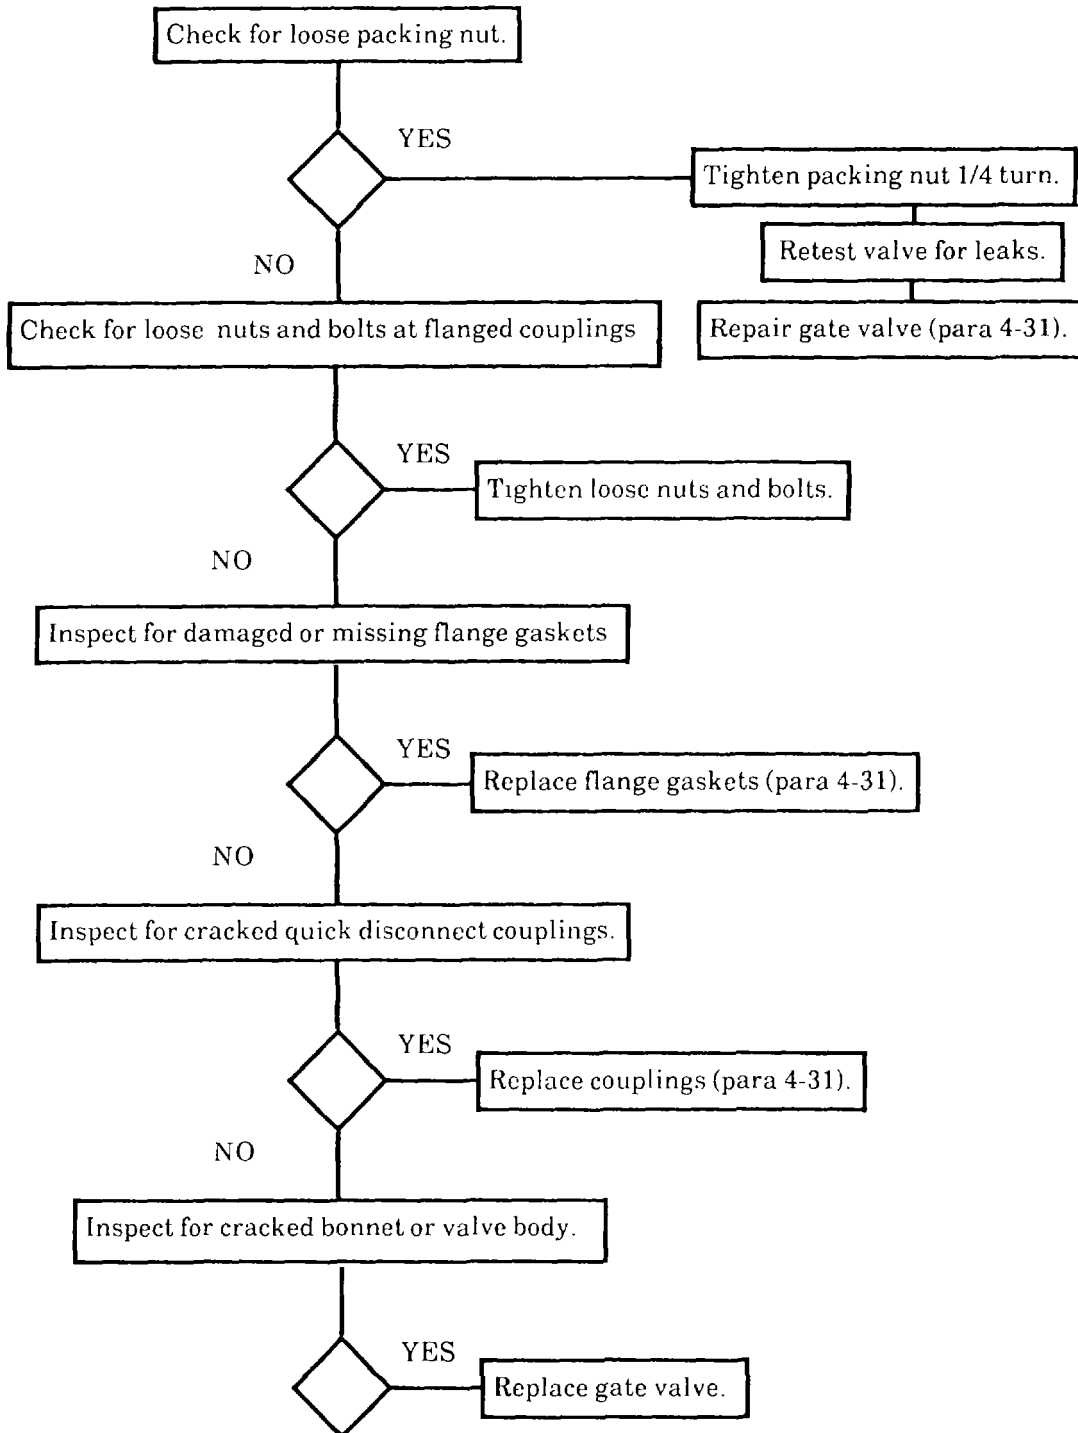 Check for loose packing nut.
YES
Tighten packing nut 1/4 turn.
Retest valve for leaks.
Repair gate valve (para 4-31).
NO
Check for loose nuts and bolts at flanged couplings
YES
Tighten loose nuts and bolts.
NO
Inspect for damaged or missing flange gaskets
YES
Replace flange gaskets (para 4-31).
NO
Inspect for cracked quick disconnect couplings.
YES
Replace couplings (para 4-31).
NO
Inspect for cracked bonnet or valve body.
YES
Replace gate valve.